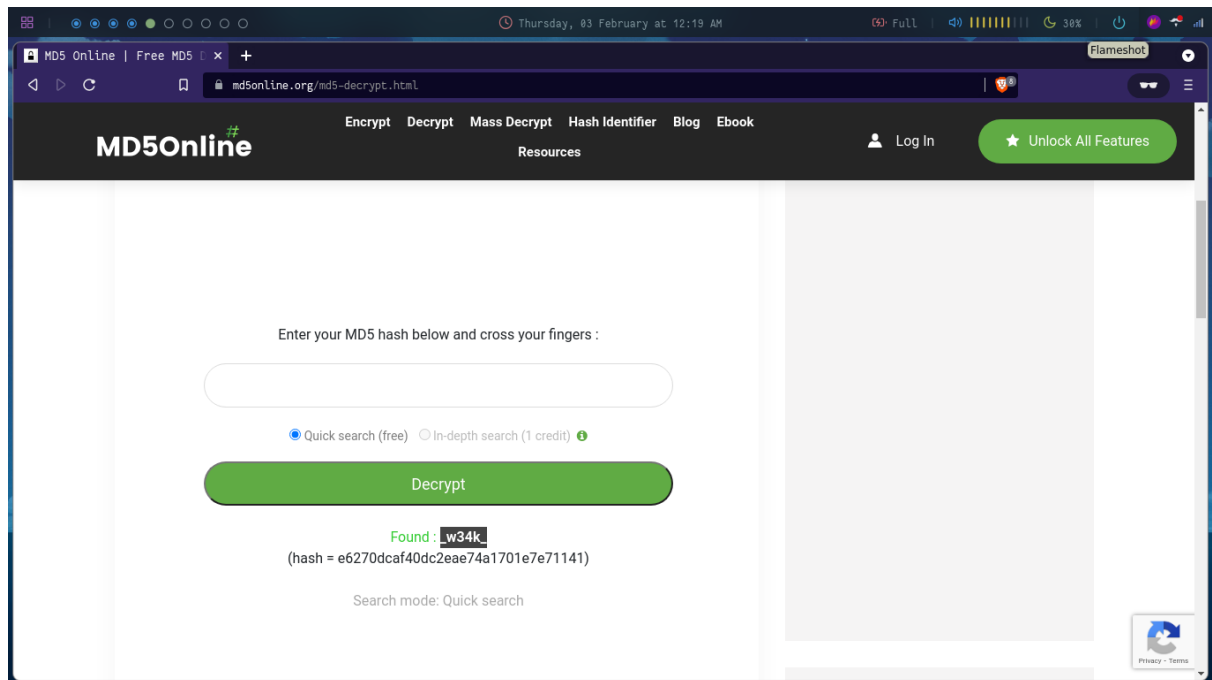 Thursday, 03 February at 12:19 AM
Full | 30%
Flameshot
MD5 Online | Free MD5 D
md5online.org/md5-decrypt.html
8
MD5Online#
Encrypt Decrypt Mass Decrypt Hash Identifier Blog Ebook
Resources
Log In
Unlock All Features
Enter your MD5 hash below and cross your fingers :
Quick search (free) In-depth search (1 credit)
Decrypt
Found : _w34k_
(hash = e6270dcaf40dc2eae74a1701e7e71141)
Search mode: Quick search
Privacy - Terms